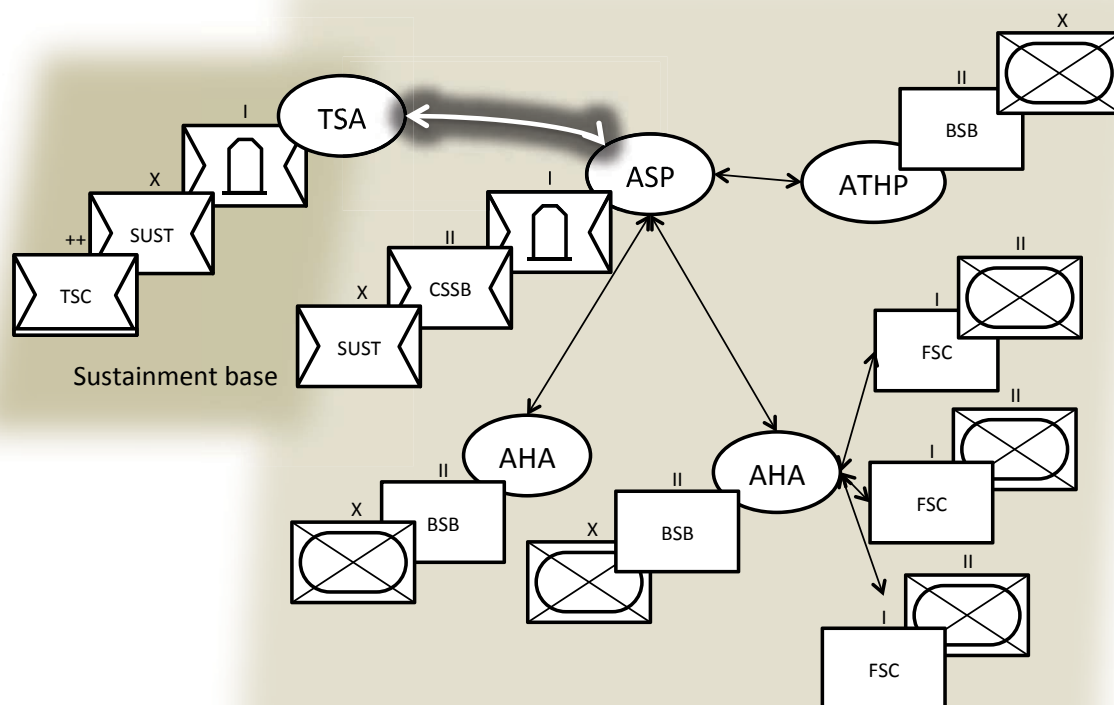 X
II
BSB
I
TSA
ATHP
X
I
ASP
SUST
++
II
TSC
CSSB
X
SUST
Sustainment base
II
I
FSC
II
I
FSC
AHA
AHA
II
BSB
X
II
BSB
X
II
I
FSC